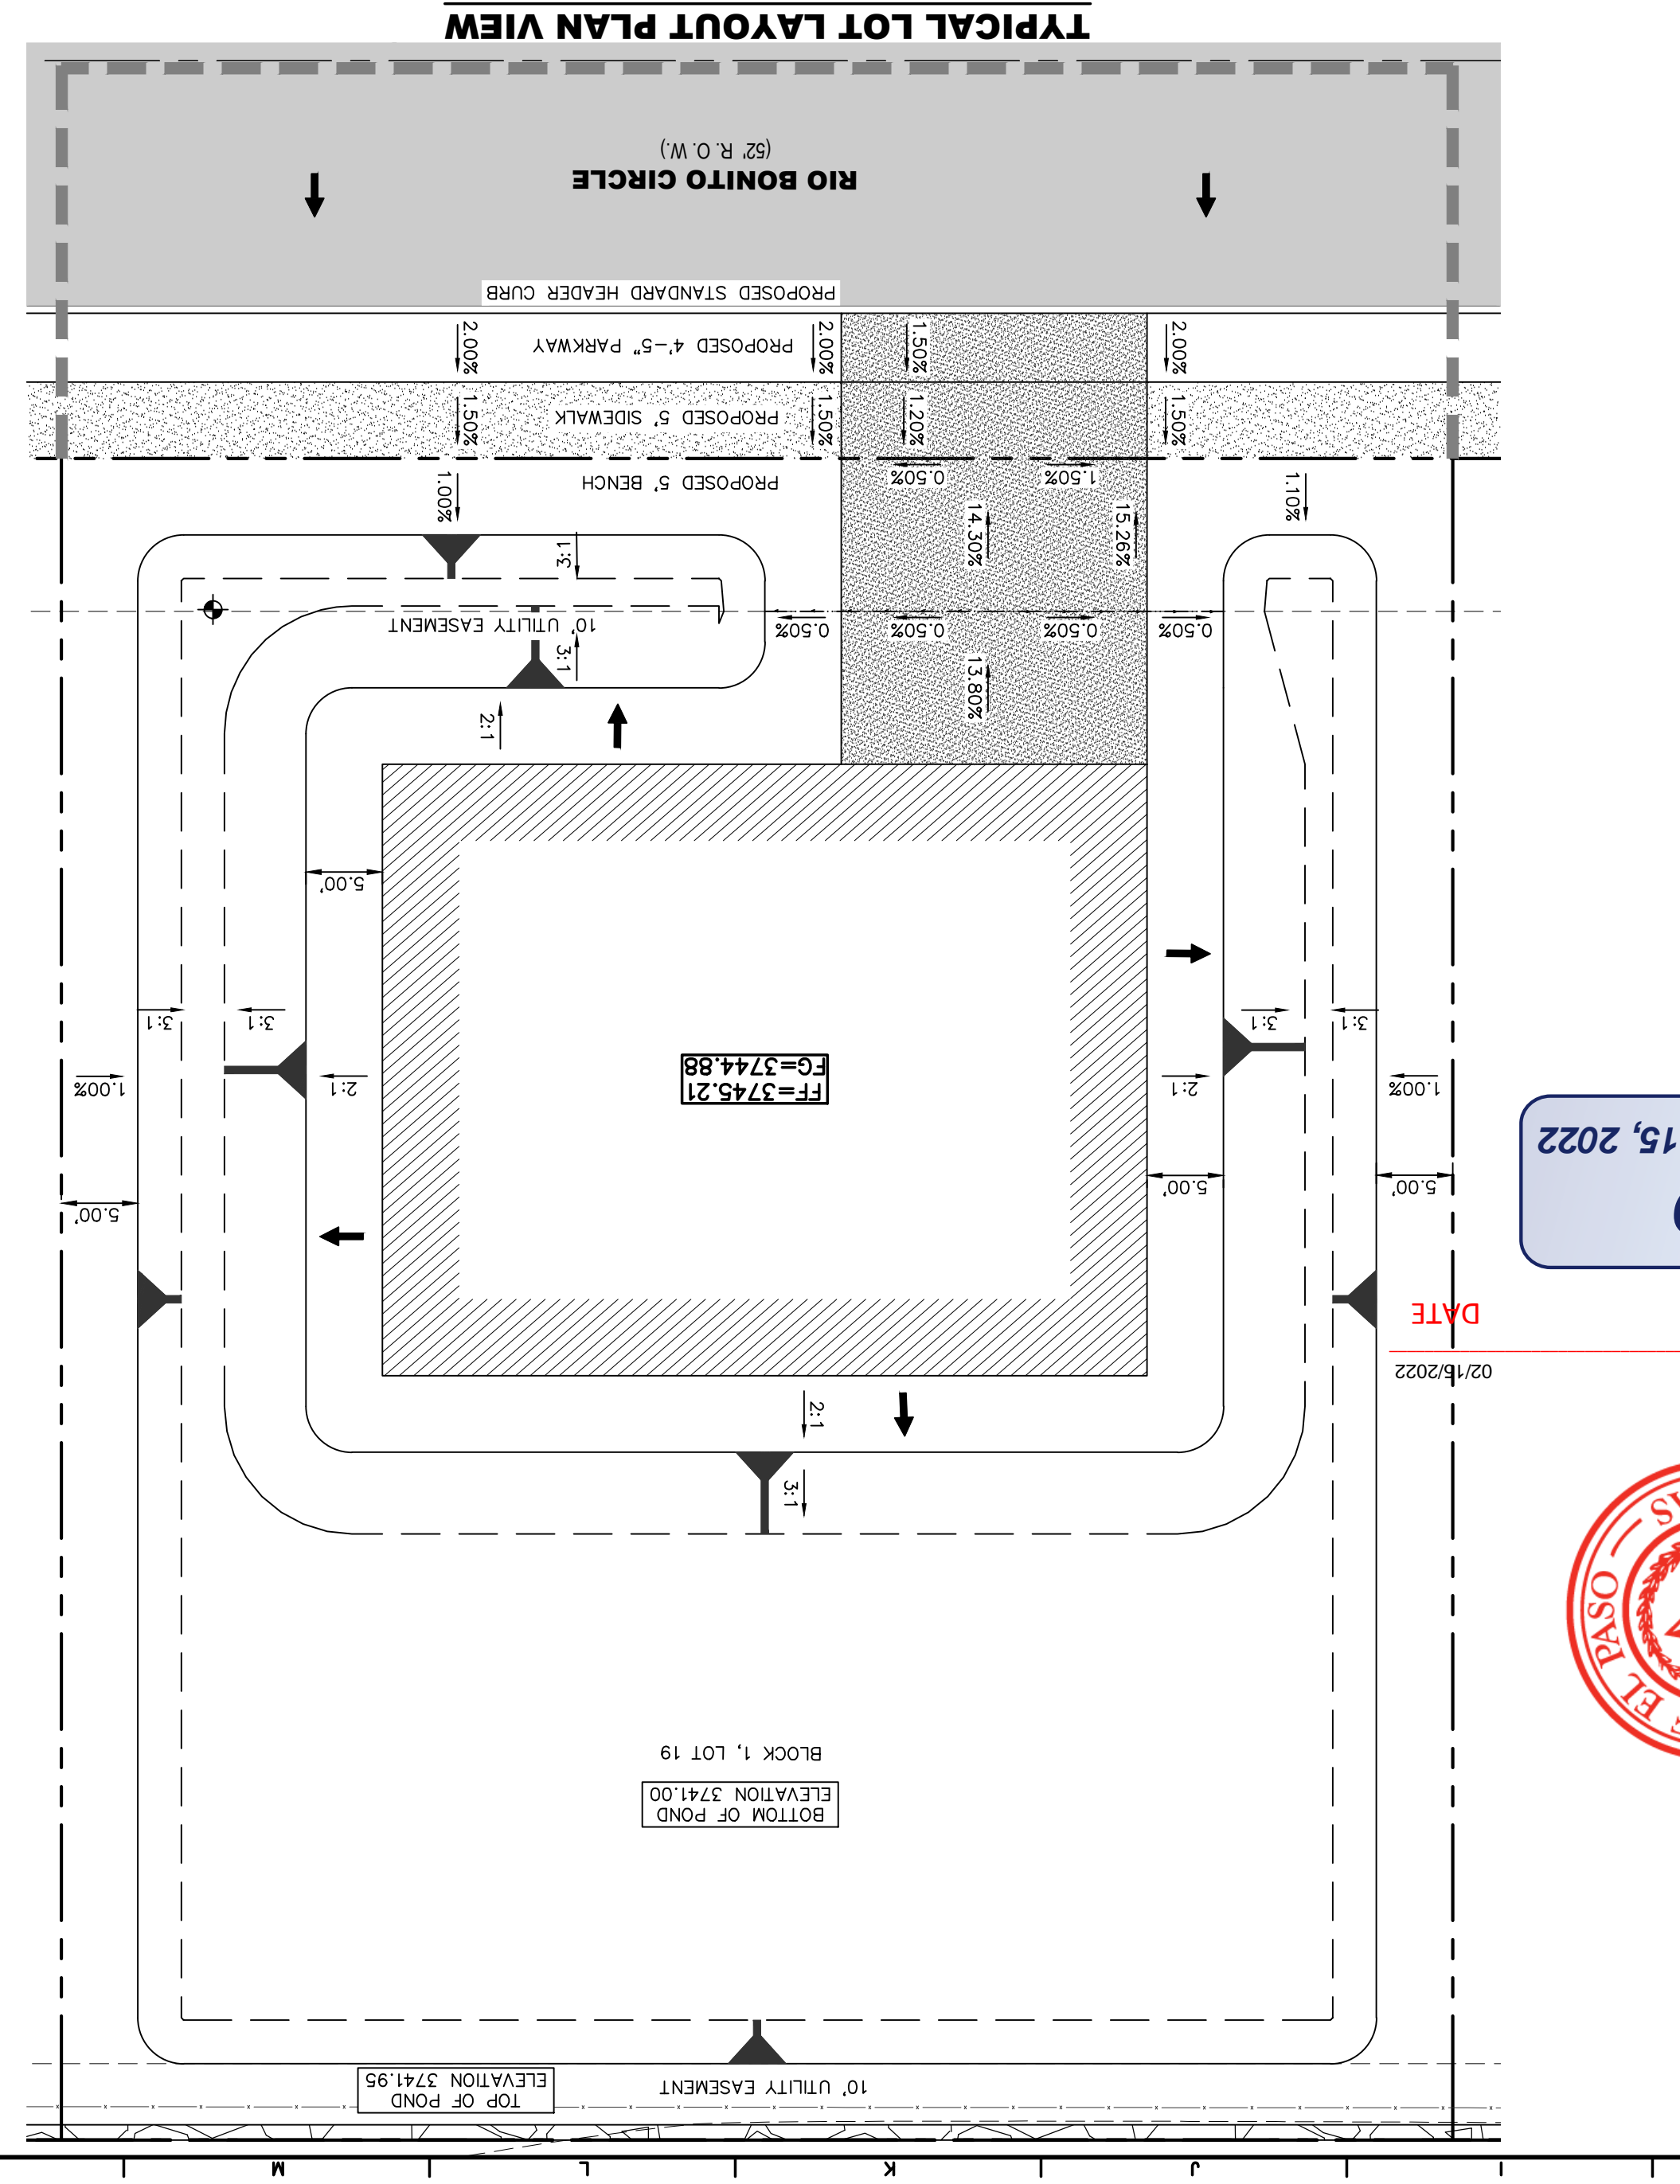 I J K L M
10' UTILITY EASEMENT
TOP OF POND
ELEVATION 3741.95
BOTTOM OF POND
ELEVATION 3741.00
BLOCK 1, LOT 19
EL PASO
3:1
2:1
02/15/2022
DATE
15, 2022
5.00'
5.00'
5.00'
1.00%
2:1
2:1
1.00%
FF=3745.21
FG=3744.88
3:1
3:1
3:1
3:1
5.00'
2:1
13.80%
3:1
0.50%
0.50%
0.50%
0.50%
10' UTILITY EASEMENT
3:1
15.26%
14.30%
1.10%
1.00%
1.50%
0.50%
PROPOSED 5' BENCH
1.50%
1.20%
1.50%
PROPOSED 5' SIDEWALK
1.50%
2.00%
1.50%
2.00%
PROPOSED 4'-5" PARKWAY
2.00%
PROPOSED STANDARD HEADER CURB
RIO BONITO CIRCLE
(52' R.O.W.)
TYPICAL LOT LAYOUT PLAN VIEW